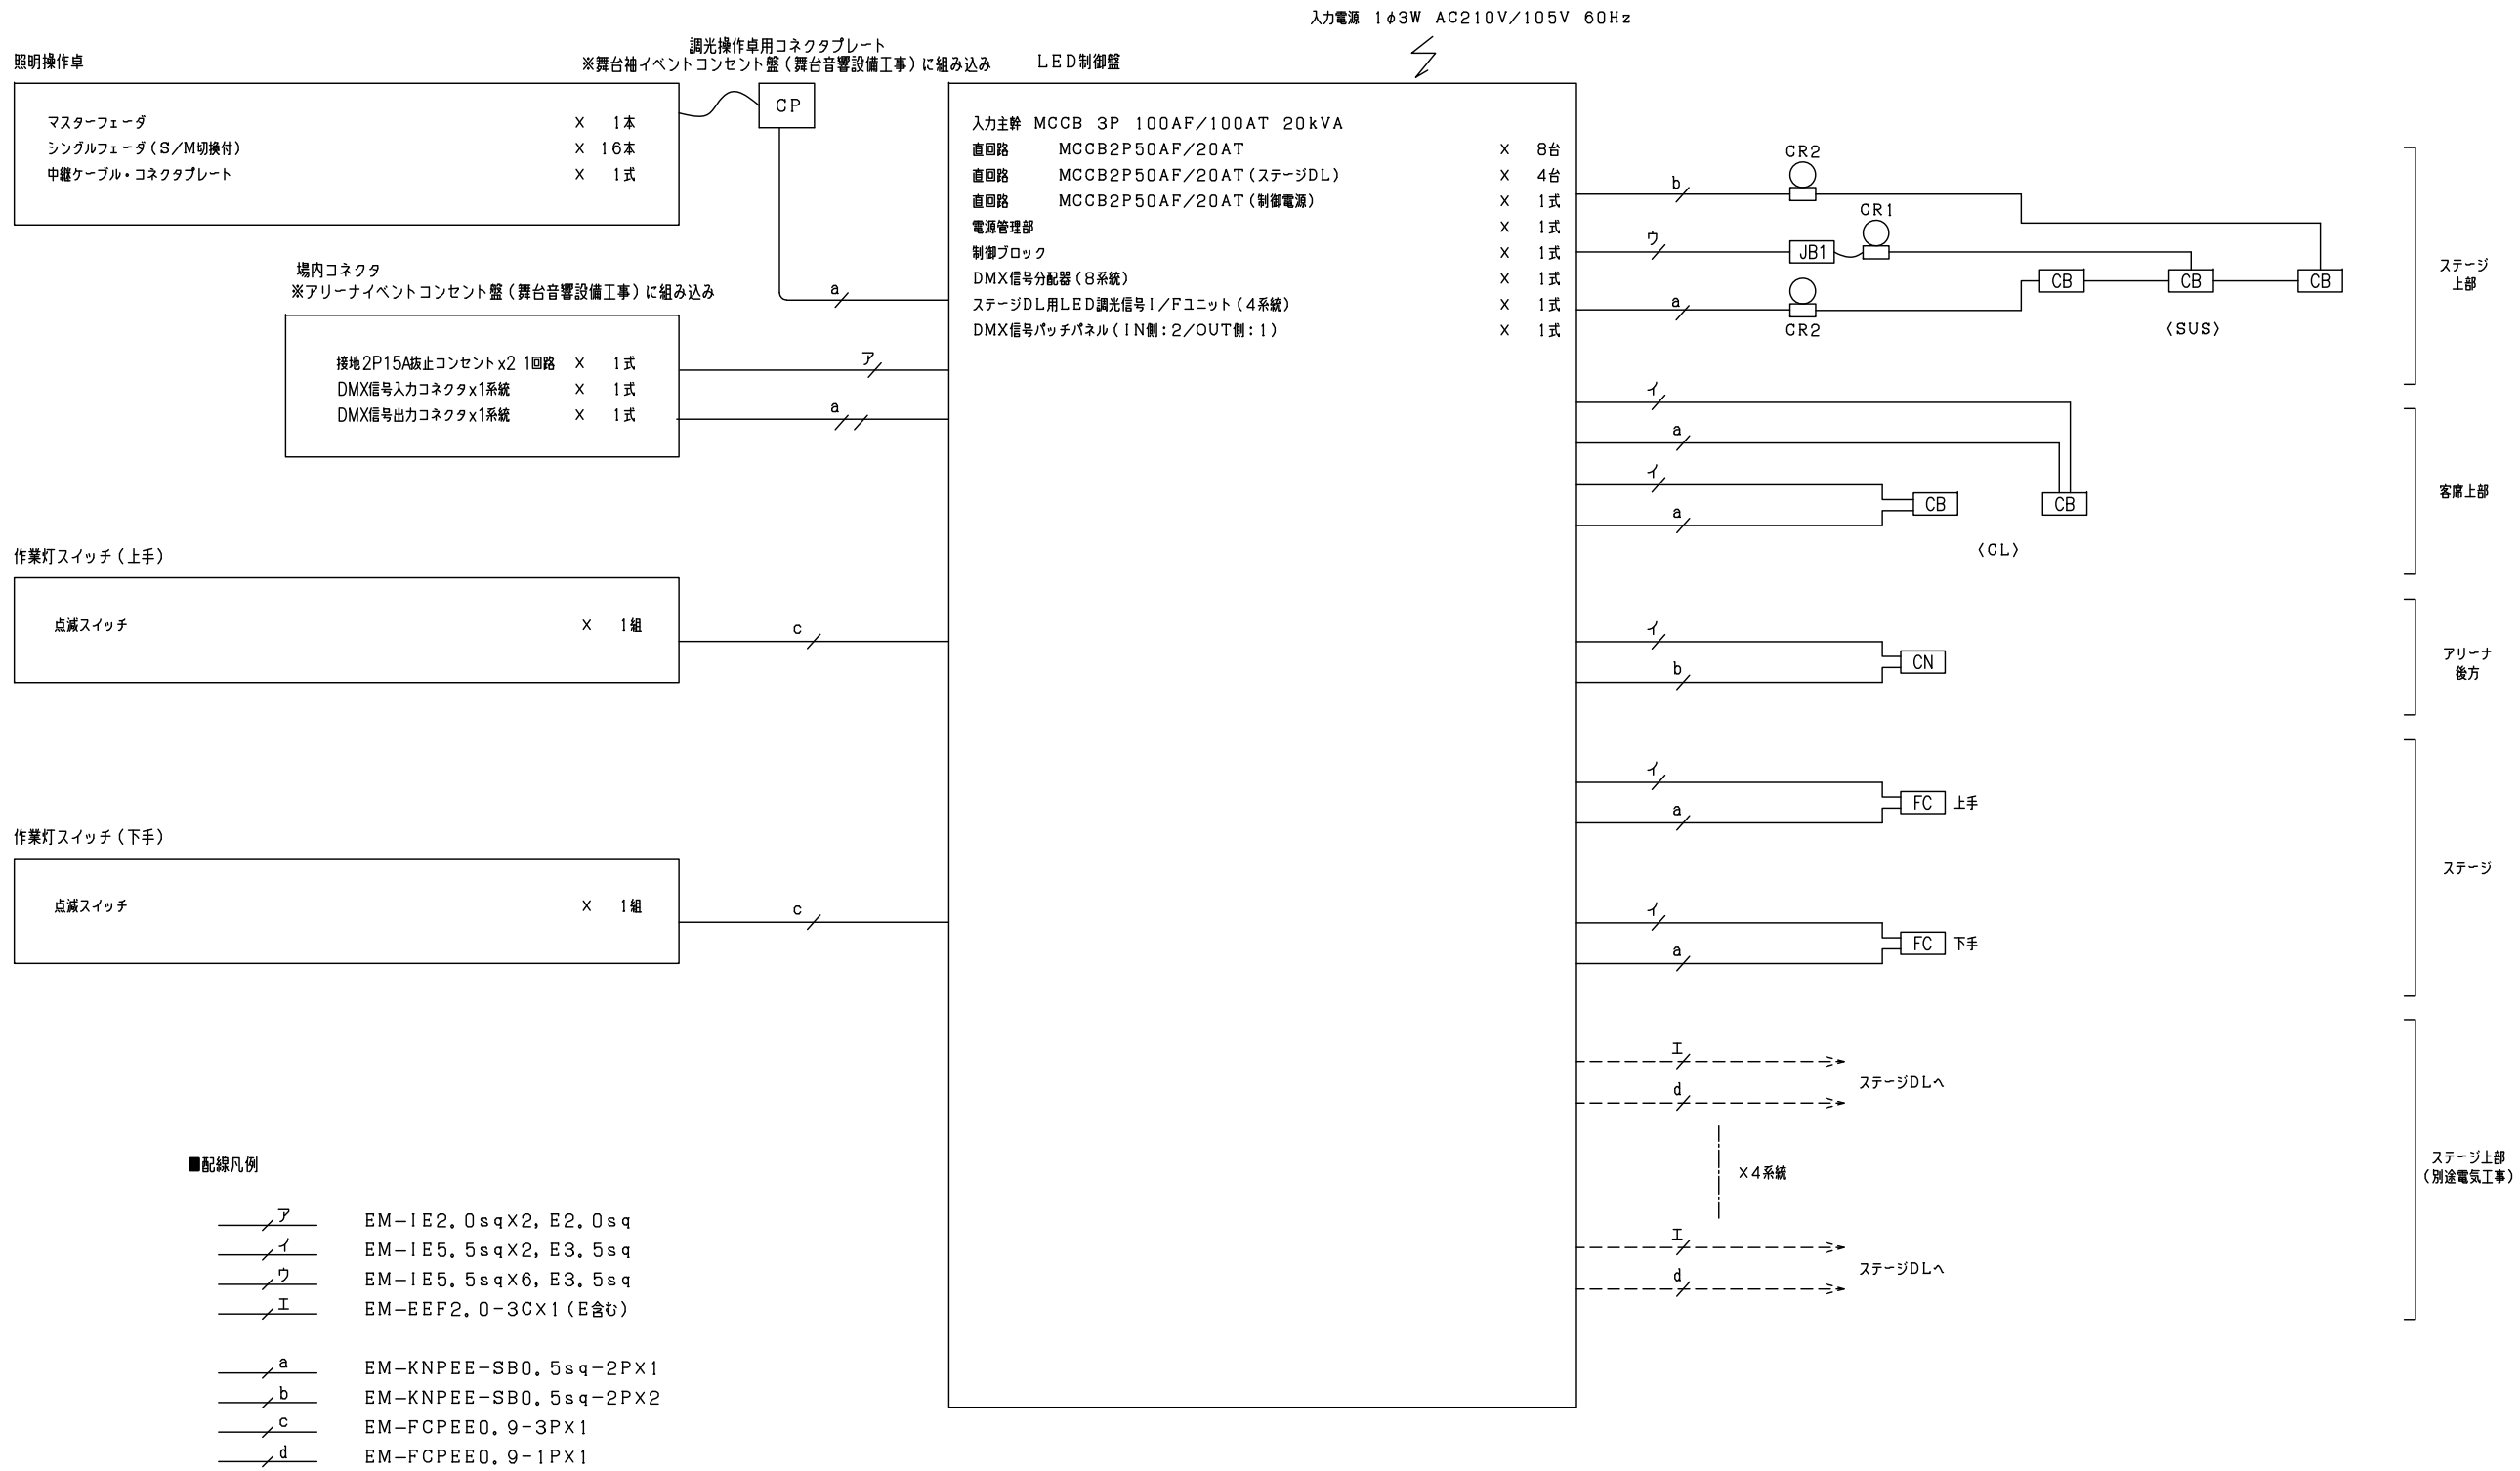 入力電源 1φ3W AC210V/105V 60Hz
照明操作卓
マスターフェーダ × 1本
シングルフェーダ(S/M切換付) × 16本
中継ケーブル・コネクタプレート × 1式
調光操作卓用コネクタプレート
※舞台袖イベントコンセント盤(舞台音響設備工事)に組み込み
CP
a
場内コネクタ
※アリーナイベントコンセント盤(舞台音響設備工事)に組み込み
接地2P15A抜止コンセントx2 1回路 × 1式
DMX信号入力コネクタx1系統 × 1式
DMX信号出力コネクタx1系統 × 1式
ア
a
作業灯スイッチ(上手)
点滅スイッチ × 1組
c
作業灯スイッチ(下手)
点滅スイッチ × 1組
c
LED制御盤
入力主幹 MCCB 3P 100AF/100AT 20kVA
直回路 MCCB2P50AF/20AT × 8台
直回路 MCCB2P50AF/20AT(ステージDL) × 4台
直回路 MCCB2P50AF/20AT(制御電源) × 1式
電源管理部 × 1式
制御ブロック × 1式
DMX信号分配器(8系統) × 1式
ステージDL用LED調光信号I/Fユニット(4系統) × 1式
DMX信号パッチパネル(IN側:2/OUT側:1) × 1式
b
CR2
ウ
JB1
CR1
a
CR2
CB
CB
CB
〈SUS〉
ステージ
上部
イ
a
イ
a
CB
CB
〈CL〉
客席上部
イ
b
CN
アリーナ
後方
イ
a
FC 上手
イ
a
FC 下手
ステージ
エ
d
ステージDLへ
×4系統
エ
d
ステージDLへ
ステージ上部
(別途電気工事)
■配線凡例
ア EM-IE2.0sq×2, E2.0sq
イ EM-IE5.5sq×2, E3.5sq
ウ EM-IE5.5sq×6, E3.5sq
エ EM-EEF2.0-3C×1(E含む)
a EM-KNPEE-SB0.5sq-2P×1
b EM-KNPEE-SB0.5sq-2P×2
c EM-FCPEE0.9-3P×1
d EM-FCPEE0.9-1P×1